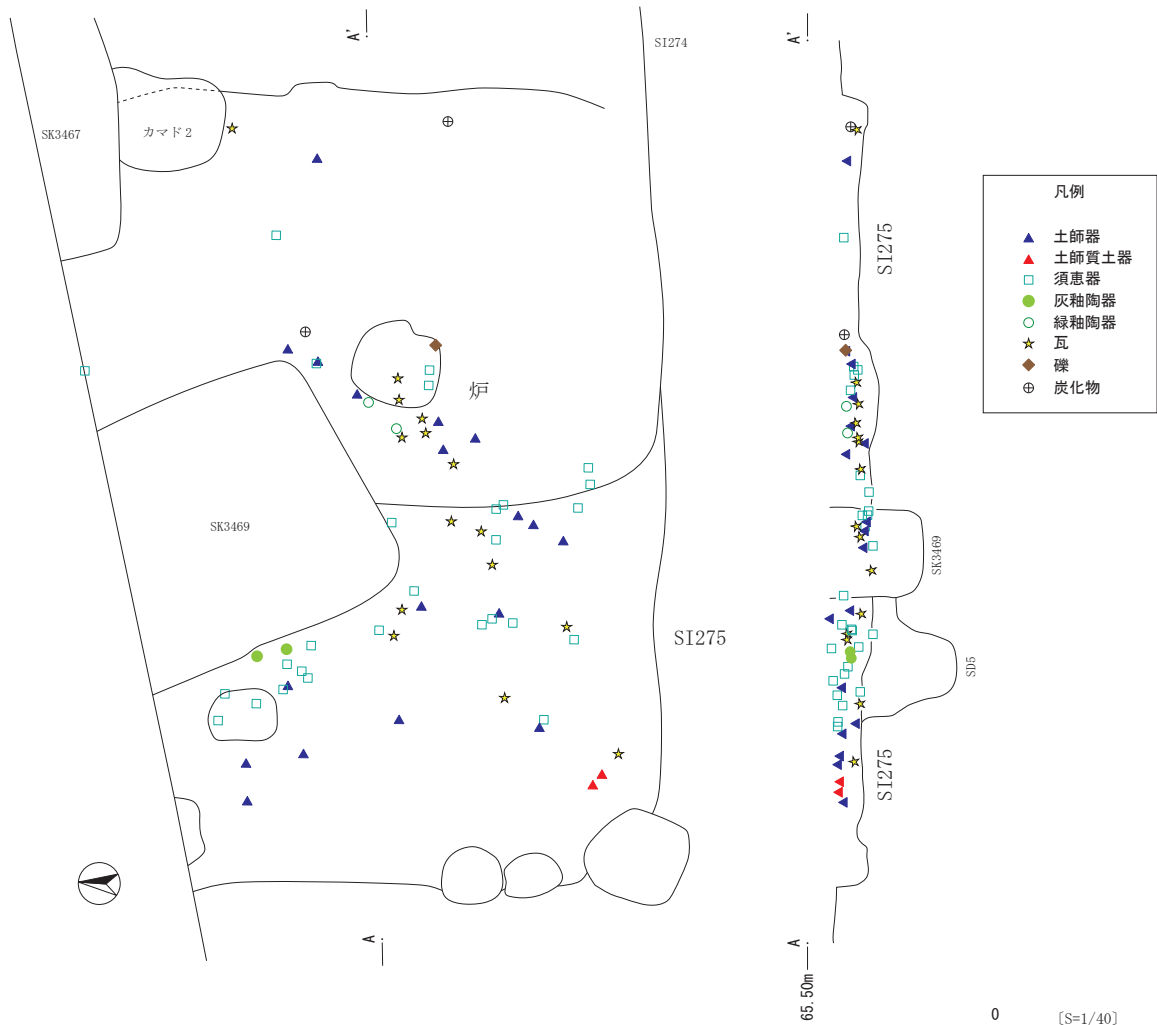 A'
A'
SI274
SK3467
カマド2
凡例
土師器
土師質土器
須恵器
灰釉陶器
緑釉陶器
瓦
礫
炭化物
SI275
炉
SK3469
SK3469
SI275
SD5
SI275
A
A
65.50m
0
〔S=1/40〕